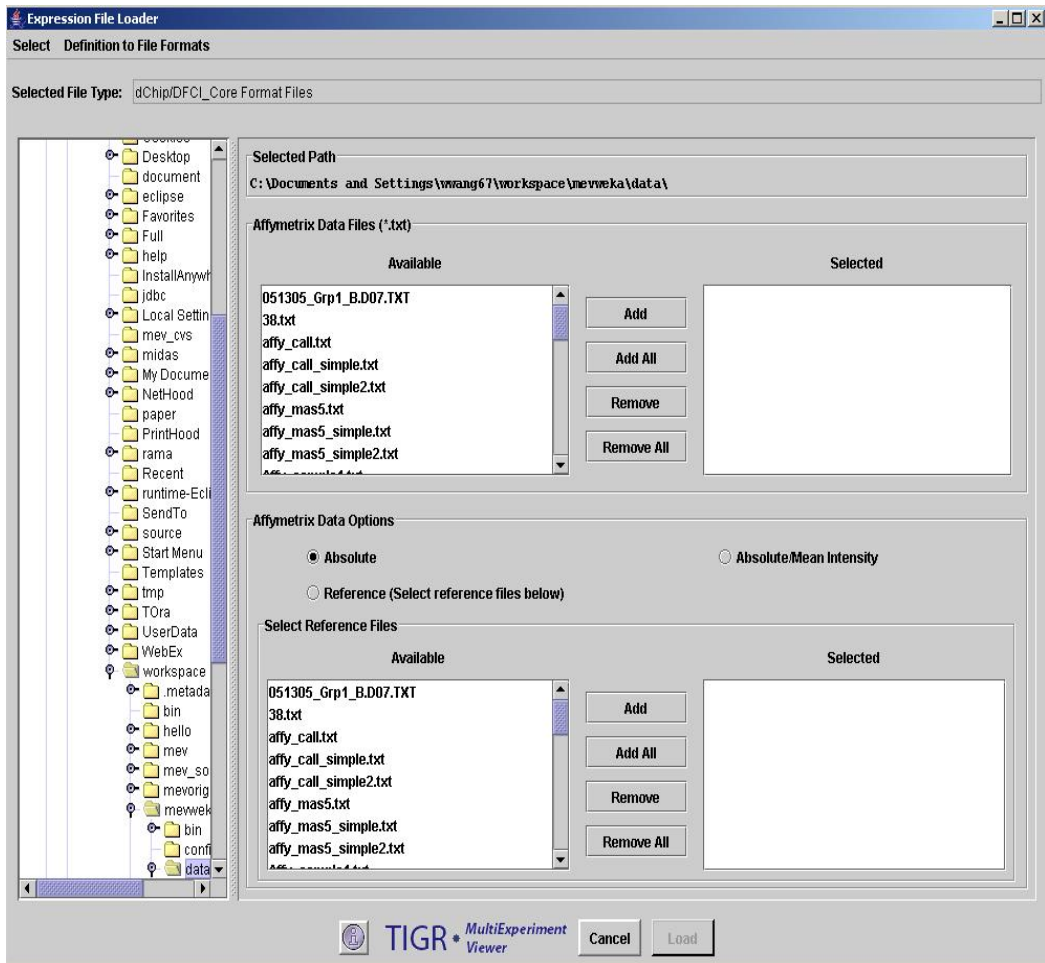 Expression File Loader
Select Definition to File Formats
Selected File Type: dChip/DFCI_Core Format Files
Desktop
document
eclipse
Favorites
Full
help
InstallAnywh
jdbc
Local Settin
mev_cvs
midas
My Docume
NetHood
paper
PrintHood
rama
Recent
runtime-Ecli
SendTo
source
Start Menu
Templates
tmp
TOra
UserData
WebEx
workspace
.metada
bin
hello
mev
mev_so
mevorig
mevwek
bin
confi
data
Selected Path
C:\Documents and Settings\wwang67\workspace\mevweka\data\
Affymetrix Data Files (*.txt)
Available Selected
051305_Grp1_B.D07.TXT
38.txt
affy_call.txt
affy_call_simple.txt
affy_call_simple2.txt
affy_mas5.txt
affy_mas5_simple.txt
affy_mas5_simple2.txt
Add
Add All
Remove
Remove All
Affymetrix Data Options
Absolute Absolute/Mean Intensity
Reference (Select reference files below)
Select Reference Files
Available Selected
051305_Grp1_B.D07.TXT
38.txt
affy_call.txt
affy_call_simple.txt
affy_call_simple2.txt
affy_mas5.txt
affy_mas5_simple.txt
affy_mas5_simple2.txt
Add
Add All
Remove
Remove All
TIGR MultiExperiment Viewer
Cancel Load